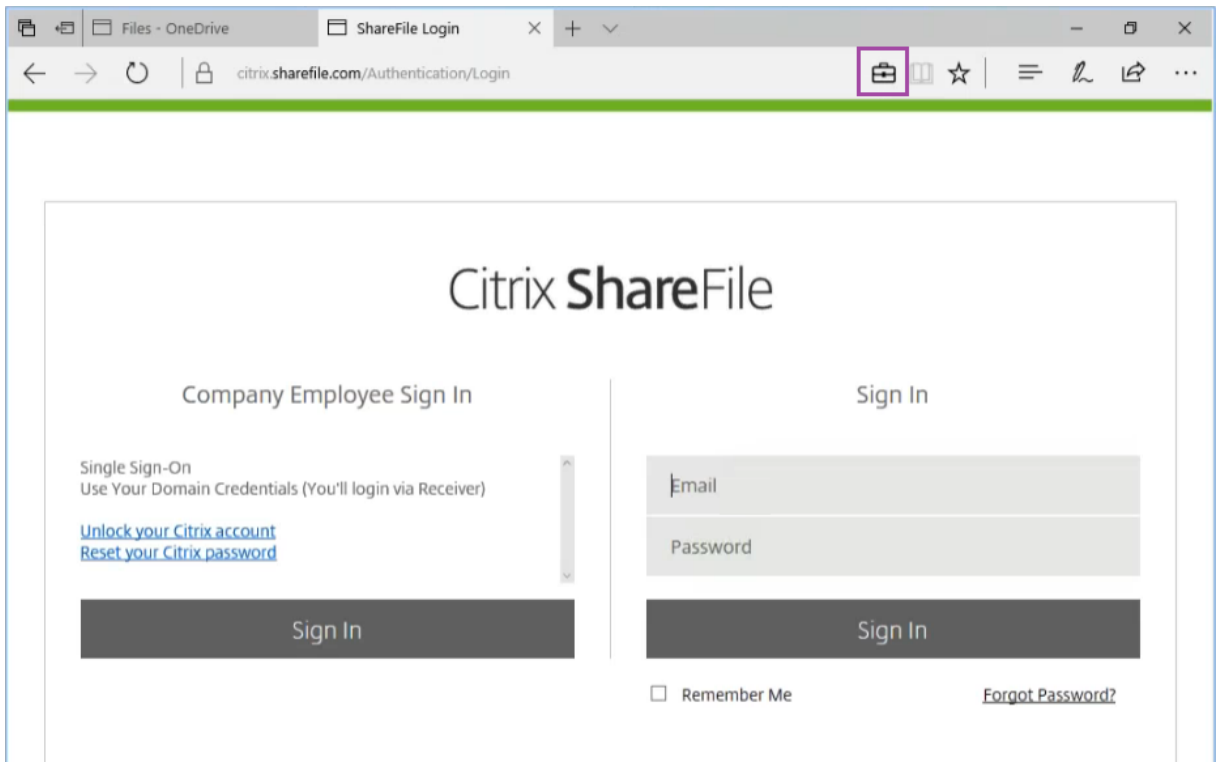 Files - OneDrive
ShareFile Login
citrix.sharefile.com/Authentication/Login
Citrix ShareFile
Company Employee Sign In
Single Sign-On
Use Your Domain Credentials (You'll login via Receiver)
Unlock your Citrix account
Reset your Citrix password
Sign In
Sign In
Email
Password
Sign In
Remember Me
Forgot Password?